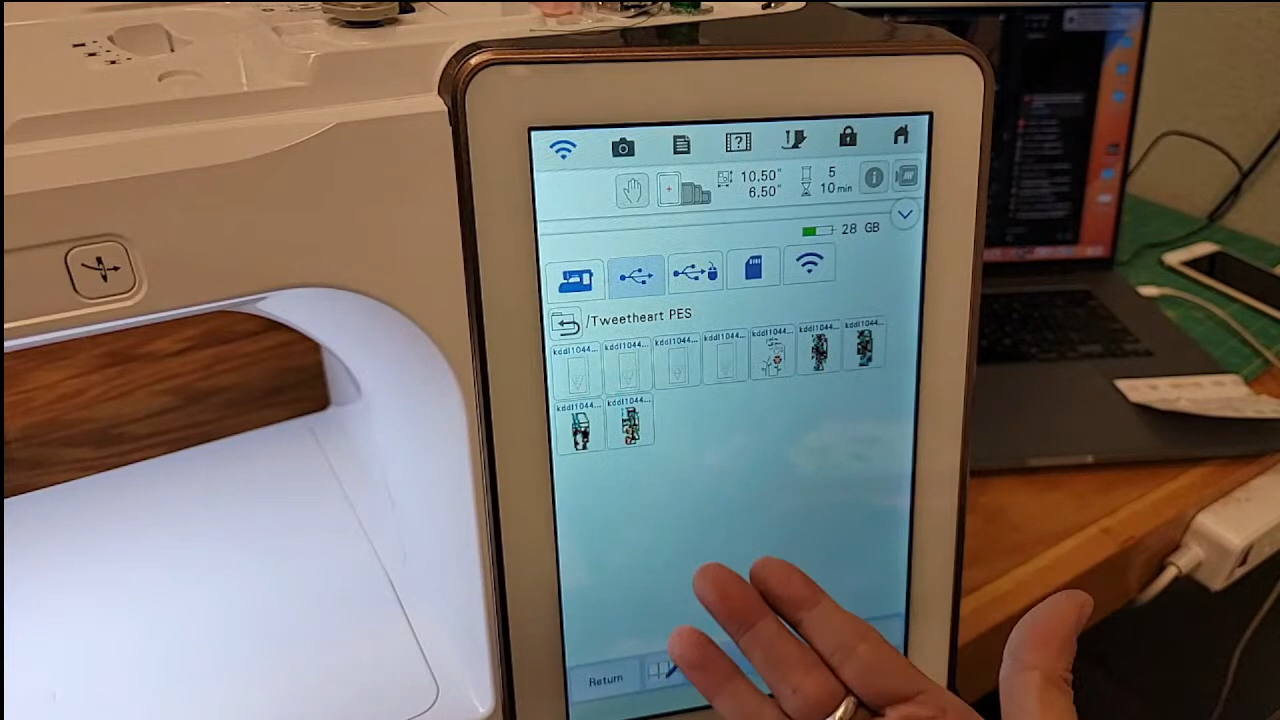 ?
10.50"
6.50"
5
10 min
i
28 GB
/Tweetheart PES
kddl1044... kddl1044... kddl1044... kddl1044... kddl1044... kddl1044... kddl1044...
kddl1044... kddl1044...
Return